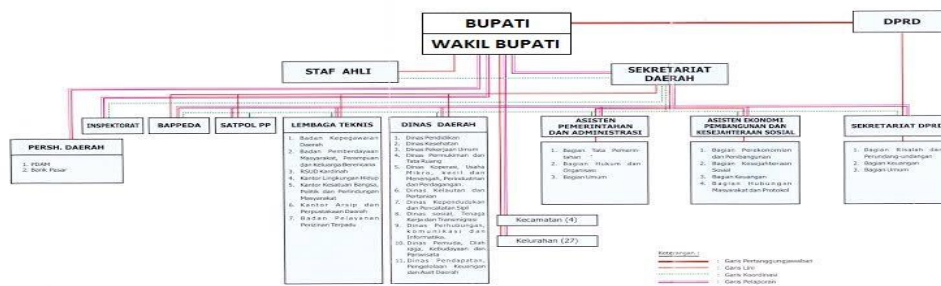 BUPATI
WAKIL BUPATI
DPRD
STAF AHLI
SEKRETARIAT
DAERAH
INSPEKTORAT
BAPPEDA
SATPOL PP
LEMBAGA TEKNIS
1. Badan Kepegawaian
Daerah
2. Badan Pemberdayaan
Masyarakat, Perempuan
dan Keluarga Berencana
3. RSUD Kardinah
4. Kantor Lingkungan Hidup
5. Kantor Kesatuan Bangsa,
Politik dan Perlindungan
Masyarakat
6. Kantor Arsip dan
Perpustakaan Daerah
7. Badan Pelayanan
Perizinan Terpadu
DINAS DAERAH
1. Dinas Pendidikan
2. Dinas Kesehatan
3. Dinas Pekerjaan Umum
4. Dinas Permukiman dan
Tata Ruang
5. Dinas Koperasi, Usaha
Mikro, kecil dan
Menengah, Perindustrian
dan Perdagangan.
6. Dinas Kelautan dan
Pertanian
7. Dinas Kependudukan
dan Pencatatan Sipil
8. Dinas sosial, Tenaga
Kerja dan Transmigrasi
9. Dinas Perhubungan,
komunikasi dan
Informatika.
10. Dinas Pemuda, Olah
raga, Kebudayaan dan
Pariwisata
11. Dinas Pendapatan,
Pengelolaan Keuangan
dan Aset Daerah
ASISTEN
PEMERINTAHAN
DAN ADMINISTRASI
1. Bagian Tata Pemerin-
tahan
2. Bagian Hukum dan
Organisasi
3. Bagian Umum
ASISTEN EKONOMI
PEMBANGUNAN DAN
KESEJAHTERAAN SOSIAL
1. Bagian Perekonomian
dan Pembangunan
2. Bagian Kesejahteraan
Sosial
3. Bagian Keuangan
4. Bagian Hubungan
Masyarakat dan Protokol
SEKRETARIAT DPRD
1. Bagian Risalah dan
Perundang-undangan
2. Bagian Keuangan
3. Bagian Umum
PERSH. DAERAH
1. PDAM
2. Bank Pasar
Kecamatan (4)
Kelurahan (27)
Keterangan :
: Garis Pertanggungjawaban
: Garis Lini
: Garis Koordinasi
: Garis Pelaporan